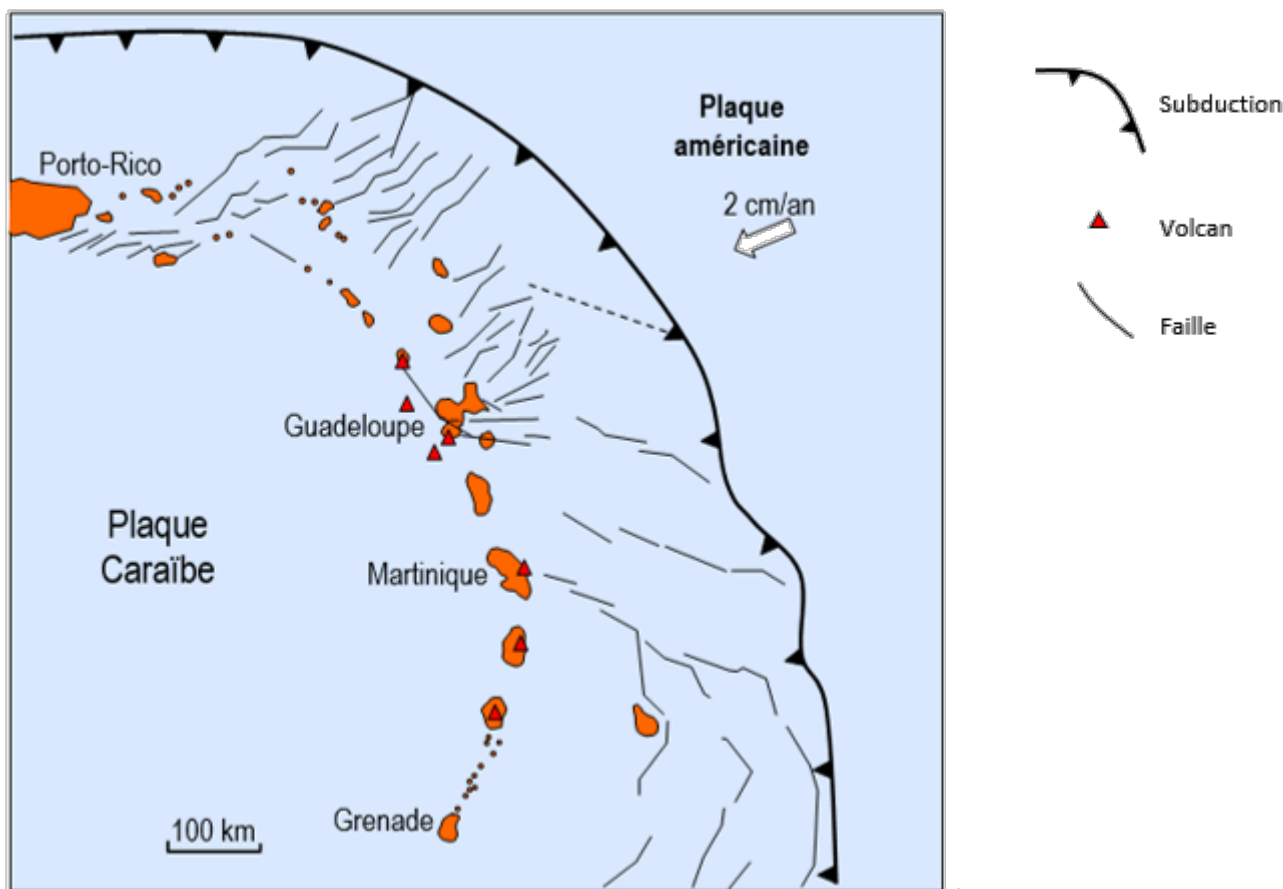 Plaque
américaine
2 cm/an
Porto-Rico
Guadeloupe
Plaque
Caraïbe
Martinique
Grenade
100 km
Subduction
Volcan
Faille